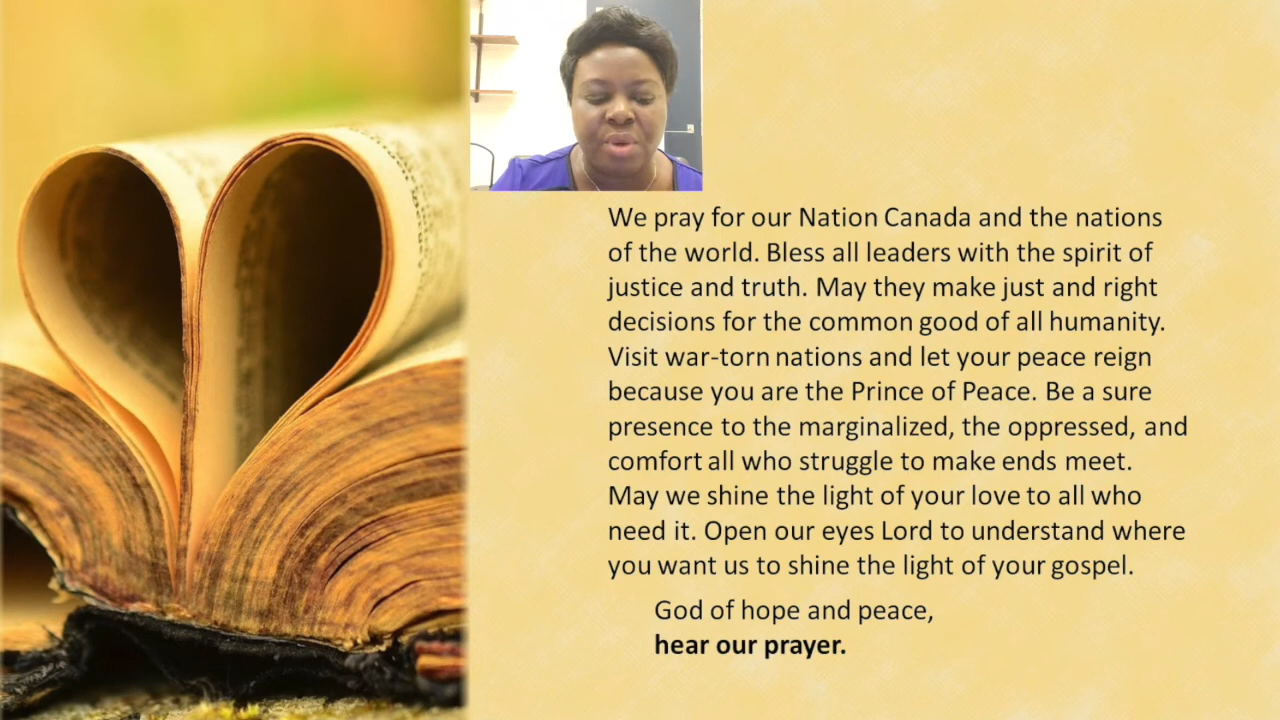 We pray for our Nation Canada and the nations
of the world. Bless all leaders with the spirit of
justice and truth. May they make just and right
decisions for the common good of all humanity.
Visit war-torn nations and let your peace reign
because you are the Prince of Peace. Be a sure
presence to the marginalized, the oppressed, and
comfort all who struggle to make ends meet.
May we shine the light of your love to all who
need it. Open our eyes Lord to understand where
you want us to shine the light of your gospel.
God of hope and peace,
hear our prayer.